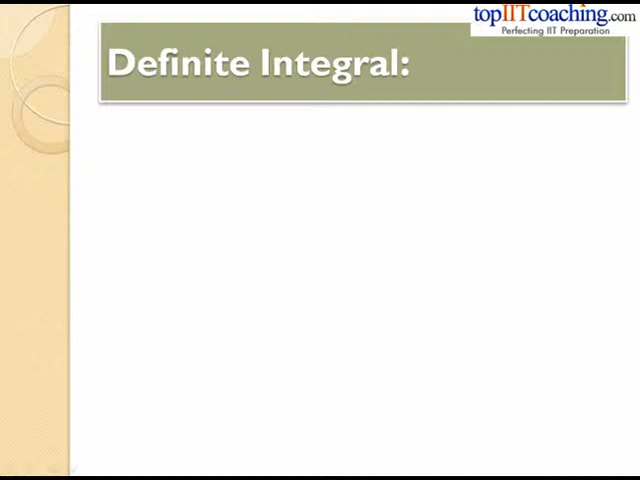 topIITcoaching.com
Perfecting IIT Preparation
Definite Integral: